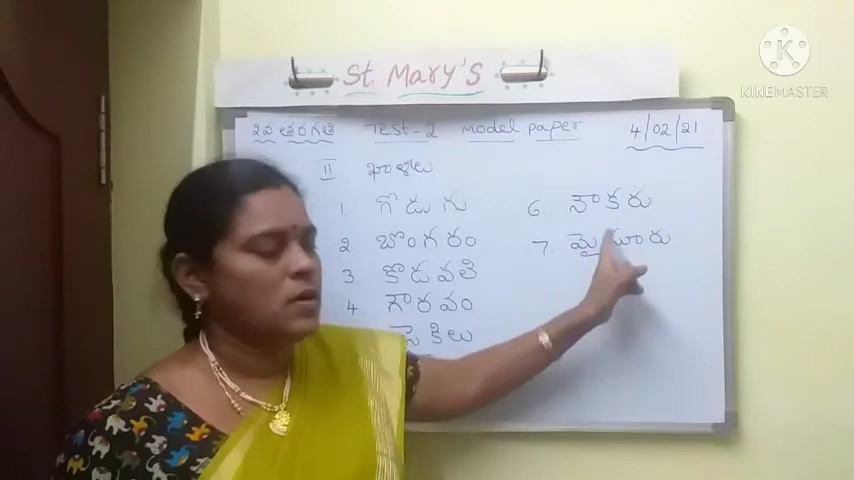 KINEMASTER
St. Mary's
2వ తరగతి Test-2 Model paper 4/02/21
II ఖాళీలు
1. గొడుగు
2. బొంగరం
3. కొడవలి
4. గౌరవం
సైకిలు
6. నౌకరు
7.